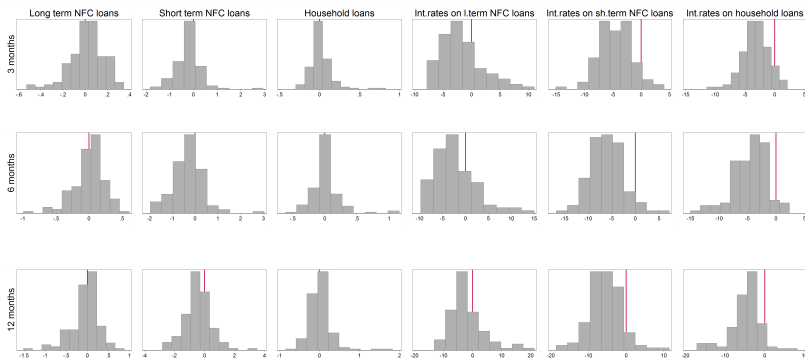 Long term NFC loans Short term NFC loans Household loans Int.rates on l.term NFC loans Int.rates on sh.term NFC loans Int.rates on household loans
3 months
-.6 -.4 -.2 0 .2 .4 -2 -1 0 1 2 3 -.5 0 .5 1 -10 -5 0 5 10 -15 -10 -5 0 5 -15 -10 -5 0 5
6 months
-1 -.5 0 .5 -2 -1 0 1 2 3 -.5 0 .5 1 -10 -5 0 5 10 15 -15 -10 -5 0 5 -15 -10 -5 0 5
12 months
-1.5 -1 -.5 0 .5 1 -4 -2 0 2 4 -1 0 1 2 -20 -10 0 10 20 -20 -10 0 10 -20 -10 0 10